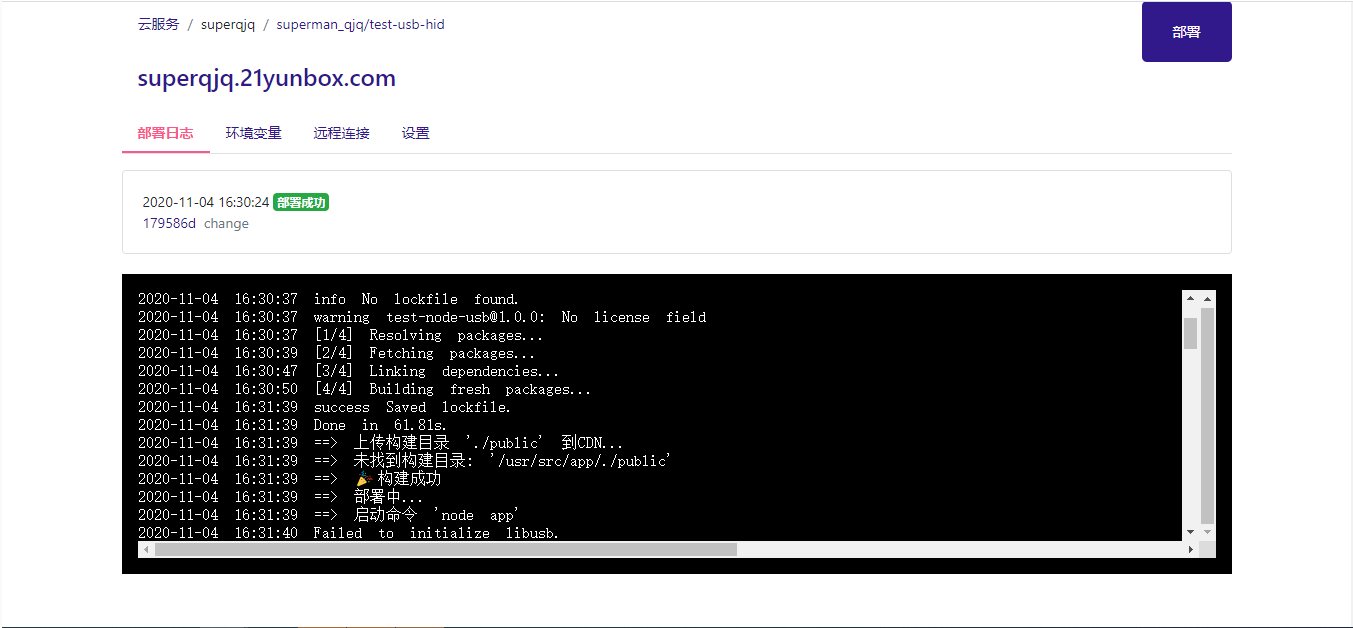 云服务 / superqjq / superman_qjq/test-usb-hid
部署
superqjq.21yunbox.com
部署日志 环境变量 远程连接 设置
2020-11-04 16:30:24 部署成功
179586d change
2020-11-04 16:30:37 info No lockfile found.
2020-11-04 16:30:37 warning test-node-usb@1.0.0: No license field
2020-11-04 16:30:37 [1/4] Resolving packages...
2020-11-04 16:30:39 [2/4] Fetching packages...
2020-11-04 16:30:47 [3/4] Linking dependencies...
2020-11-04 16:30:50 [4/4] Building fresh packages...
2020-11-04 16:31:39 success Saved lockfile.
2020-11-04 16:31:39 Done in 61.81s.
2020-11-04 16:31:39 ==> 上传构建目录 './public' 到CDN...
2020-11-04 16:31:39 ==> 未找到构建目录: '/usr/src/app/./public'
2020-11-04 16:31:39 ==> 🎉 构建成功
2020-11-04 16:31:39 ==> 部署中...
2020-11-04 16:31:39 ==> 启动命令 'node app'
2020-11-04 16:31:40 Failed to initialize libusb.